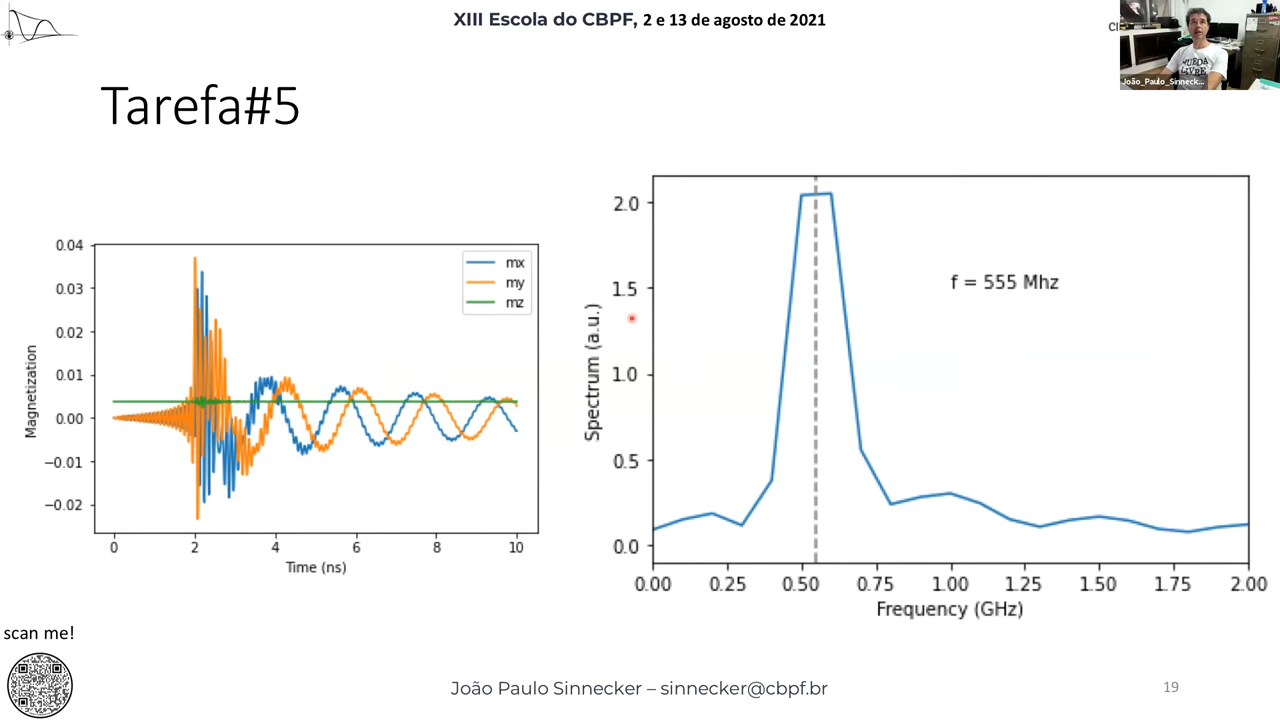 XIII Escola do CBPF, 2 e 13 de agosto de 2021
João_Paulo_Sinneck...
Tarefa#5
0.04
0.03
0.02
0.01
0.00
−0.01
−0.02
Magnetization
mx
my
mz
0 2 4 6 8 10
Time (ns)
2.0
1.5
1.0
0.5
0.0
Spectrum (a.u.)
f = 555 Mhz
0.00 0.25 0.50 0.75 1.00 1.25 1.50 1.75 2.00
Frequency (GHz)
scan me!
João Paulo Sinnecker – sinnecker@cbpf.br
19